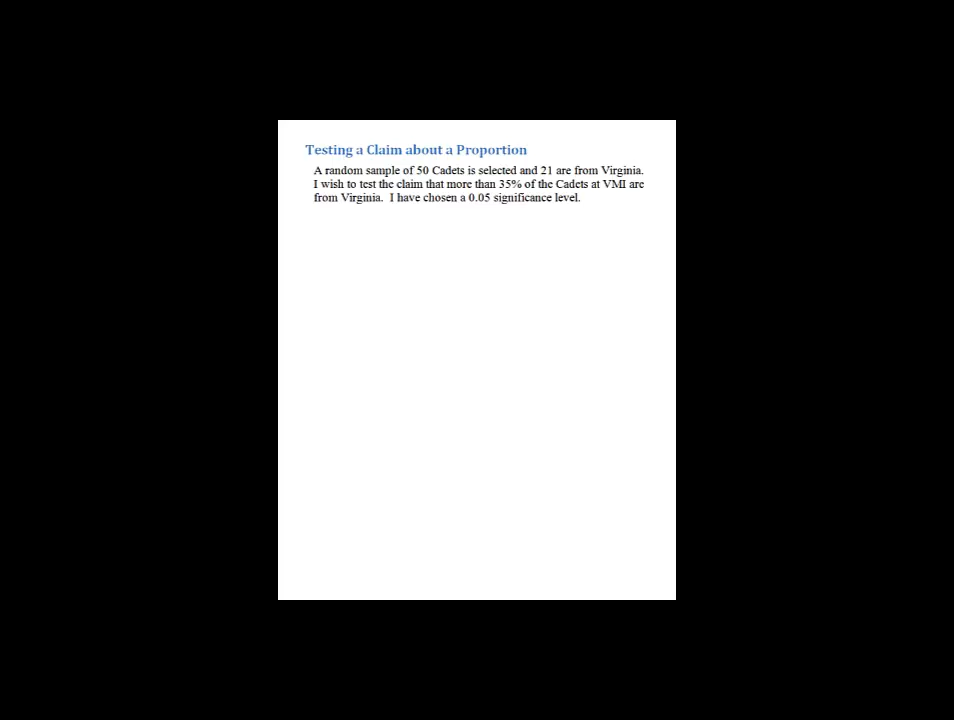 Testing a Claim about a Proportion
A random sample of 50 Cadets is selected and 21 are from Virginia.
I wish to test the claim that more than 35% of the Cadets at VMI are
from Virginia.  I have chosen a 0.05 significance level.